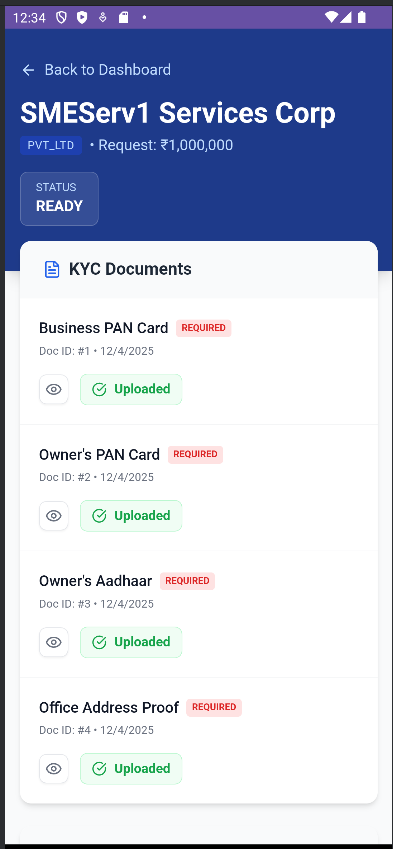 12:34
Back to Dashboard
SMEServ1 Services Corp
PVT_LTD • Request: ₹1,000,000
STATUS
READY
KYC Documents
Business PAN Card REQUIRED
Doc ID: #1 • 12/4/2025
Uploaded
Owner's PAN Card REQUIRED
Doc ID: #2 • 12/4/2025
Uploaded
Owner's Aadhaar REQUIRED
Doc ID: #3 • 12/4/2025
Uploaded
Office Address Proof REQUIRED
Doc ID: #4 • 12/4/2025
Uploaded